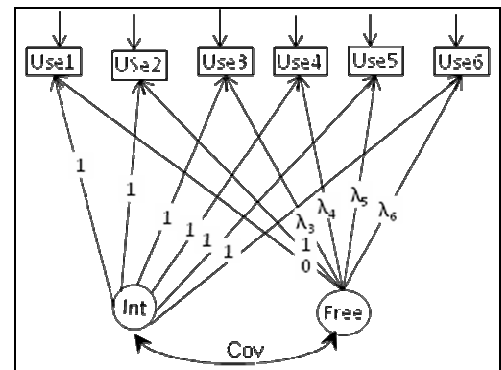 Use1 Use2 Use3 Use4 Use5 Use6
1
1
1
1
1
1
λ₃
λ₄
λ₅
λ₆
1
0
Int
Free
Cov